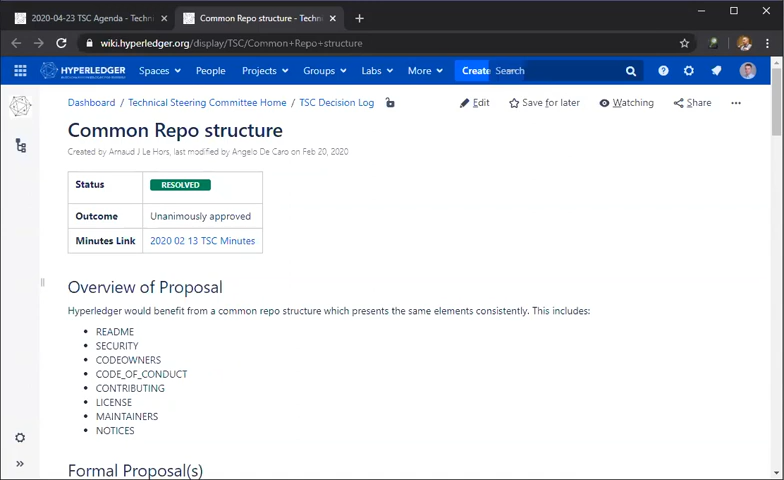 2020-04-23 TSC Agenda - Techn
Common Repo structure - Techn
wiki.hyperledger.org/display/TSC/Common+Repo+structure
HYPERLEDGER Spaces People Projects Groups Labs More Create Search
Dashboard / Technical Steering Committee Home / TSC Decision Log
Edit Save for later Watching Share
Common Repo structure
Created by Arnaud J Le Hors, last modified by Angelo De Caro on Feb 20, 2020
Status RESOLVED
Outcome Unanimously approved
Minutes Link 2020 02 13 TSC Minutes
Overview of Proposal
Hyperledger would benefit from a common repo structure which presents the same elements consistently. This includes:
README
SECURITY
CODEOWNERS
CODE_OF_CONDUCT
CONTRIBUTING
LICENSE
MAINTAINERS
NOTICES
Formal Proposal(s)